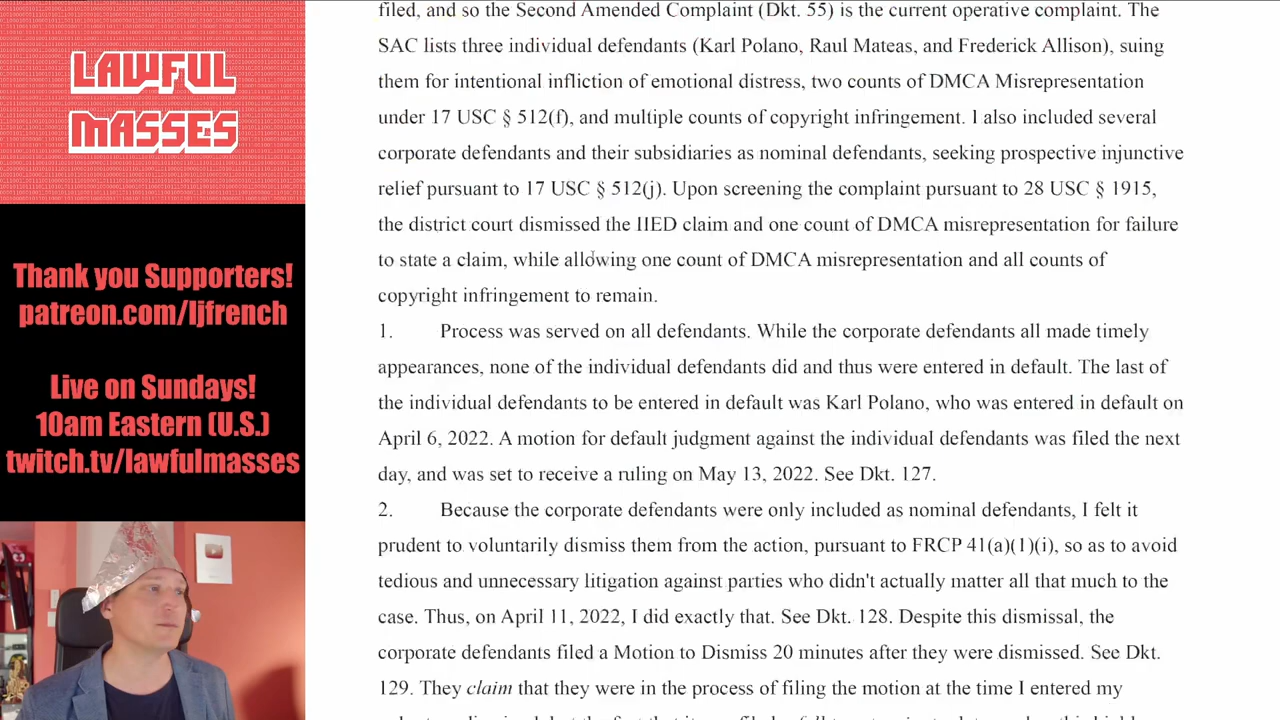 LAWFUL
MASSES
Thank you Supporters!
patreon.com/ljfrench
Live on Sundays!
10am Eastern (U.S.)
twitch.tv/lawfulmasses
filed, and so the Second Amended Complaint (Dkt. 55) is the current operative complaint. The
SAC lists three individual defendants (Karl Polano, Raul Mateas, and Frederick Allison), suing
them for intentional infliction of emotional distress, two counts of DMCA Misrepresentation
under 17 USC § 512(f), and multiple counts of copyright infringement. I also included several
corporate defendants and their subsidiaries as nominal defendants, seeking prospective injunctive
relief pursuant to 17 USC § 512(j). Upon screening the complaint pursuant to 28 USC § 1915,
the district court dismissed the IIED claim and one count of DMCA misrepresentation for failure
to state a claim, while allowing one count of DMCA misrepresentation and all counts of
copyright infringement to remain.
1. Process was served on all defendants. While the corporate defendants all made timely
appearances, none of the individual defendants did and thus were entered in default. The last of
the individual defendants to be entered in default was Karl Polano, who was entered in default on
April 6, 2022. A motion for default judgment against the individual defendants was filed the next
day, and was set to receive a ruling on May 13, 2022. See Dkt. 127.
2. Because the corporate defendants were only included as nominal defendants, I felt it
prudent to voluntarily dismiss them from the action, pursuant to FRCP 41(a)(1)(i), so as to avoid
tedious and unnecessary litigation against parties who didn't actually matter all that much to the
case. Thus, on April 11, 2022, I did exactly that. See Dkt. 128. Despite this dismissal, the
corporate defendants filed a Motion to Dismiss 20 minutes after they were dismissed. See Dkt.
129. They claim that they were in the process of filing the motion at the time I entered my